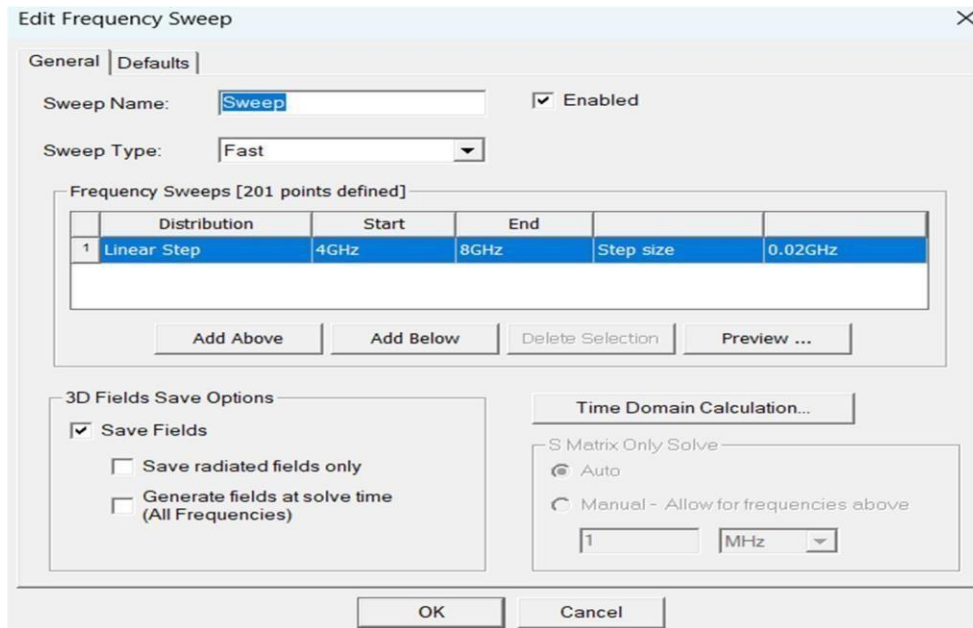 Edit Frequency Sweep
General Defaults
Sweep Name: Sweep Enabled
Sweep Type: Fast
Frequency Sweeps [201 points defined]
Distribution Start End
1 Linear Step 4GHz 8GHz Step size 0.02GHz
Add Above Add Below Delete Selection Preview ...
3D Fields Save Options
Save Fields
Save radiated fields only
Generate fields at solve time
(All Frequencies)
Time Domain Calculation...
S Matrix Only Solve
Auto
Manual - Allow for frequencies above
1 MHz
OK Cancel